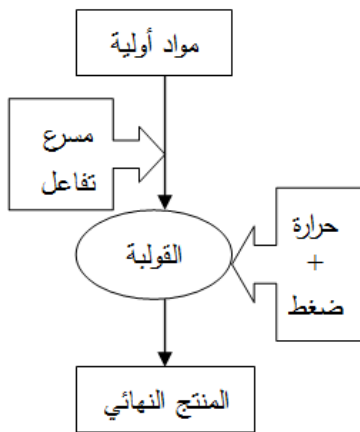 مواد أولية
مسرع
تفاعل
القولبة
حرارة
+
ضغط
المنتج النهائي